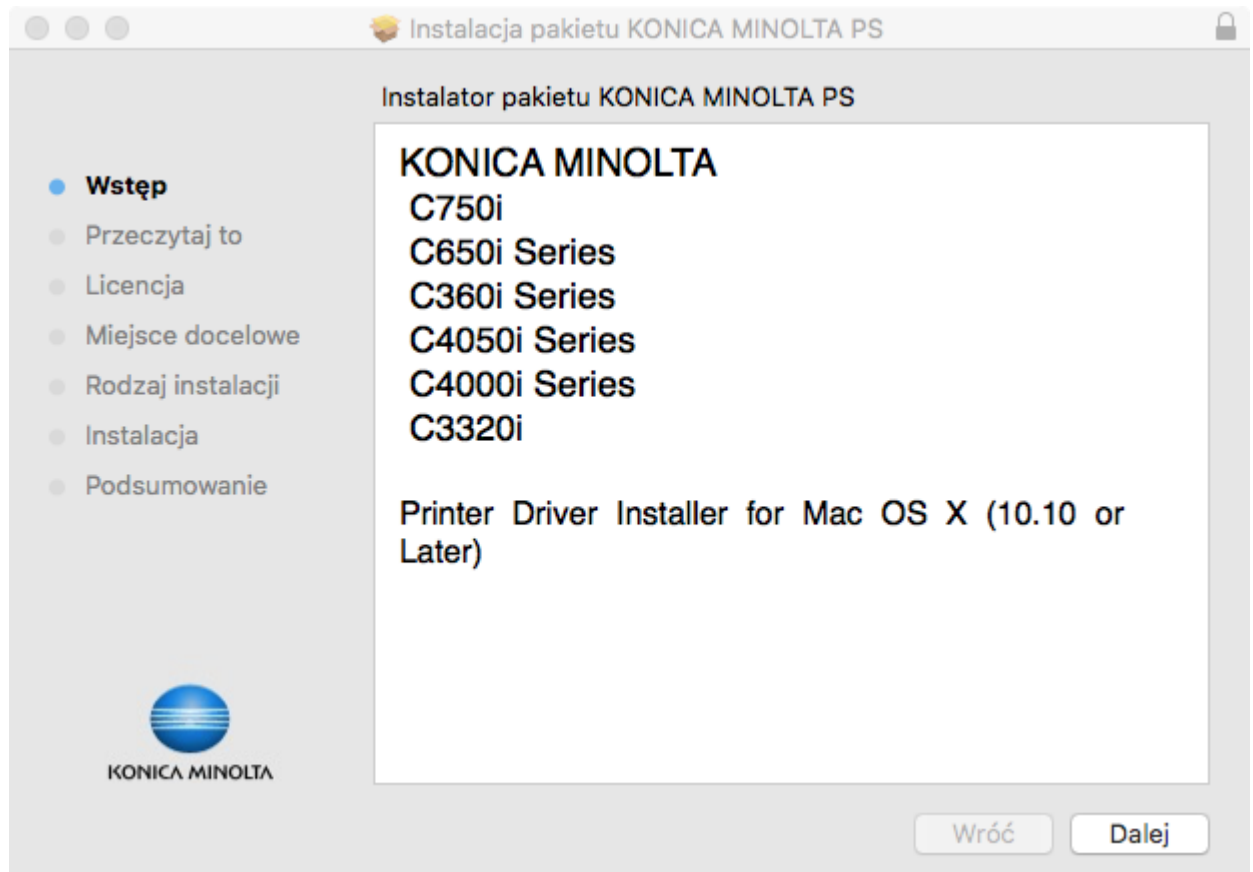 Instalacja pakietu KONICA MINOLTA PS
Instalator pakietu KONICA MINOLTA PS
Wstęp
Przeczytaj to
Licencja
Miejsce docelowe
Rodzaj instalacji
Instalacja
Podsumowanie
KONICA MINOLTA
KONICA MINOLTA
C750i
C650i Series
C360i Series
C4050i Series
C4000i Series
C3320i
Printer Driver Installer for Mac OS X (10.10 or
Later)
Wróć
Dalej